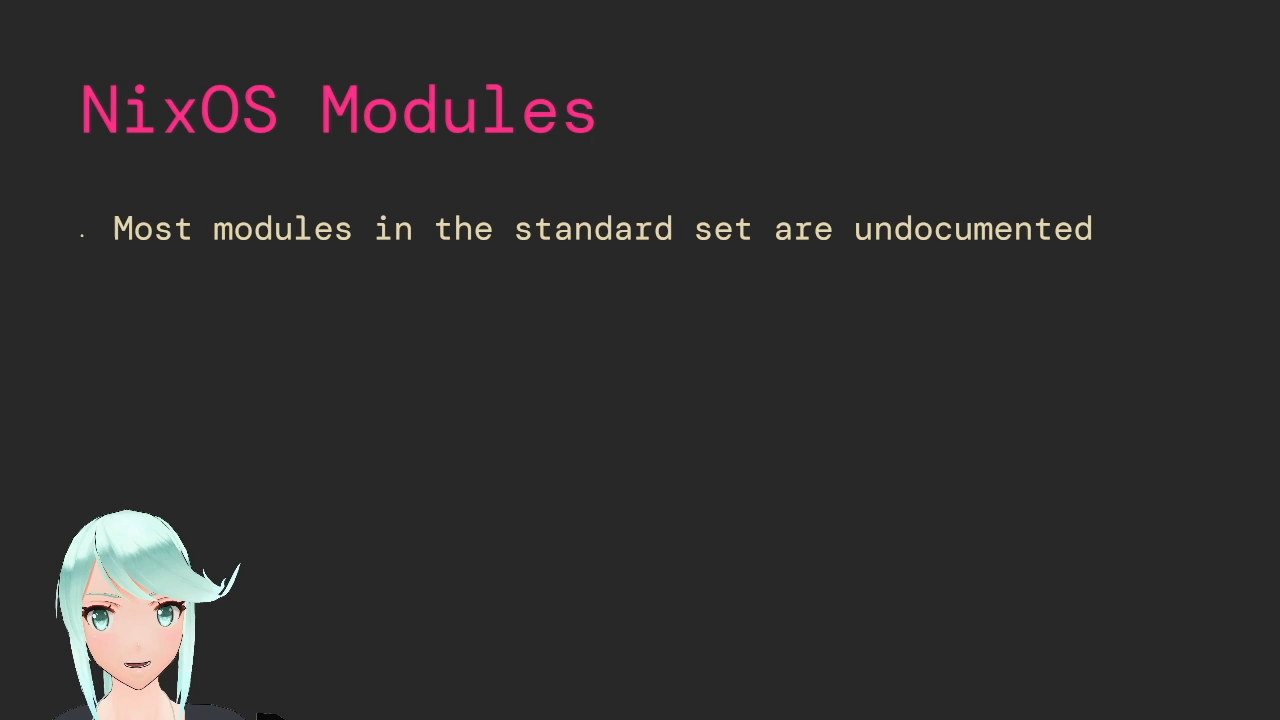 NixOS Modules
· Most modules in the standard set are undocumented